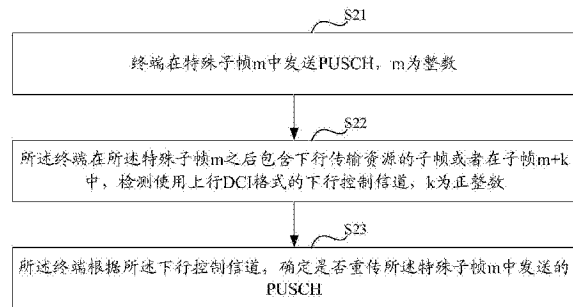 S21
终端在特殊子帧m中发送PUSCH，m为整数
S22
所述终端在所述特殊子帧m之后包含下行传输资源的子帧或者在子帧m+k
中，检测使用上行DCI格式的下行控制信道，k为正整数
S23
所述终端根据所述下行控制信道，确定是否重传所述特殊子帧m中发送的
PUSCH